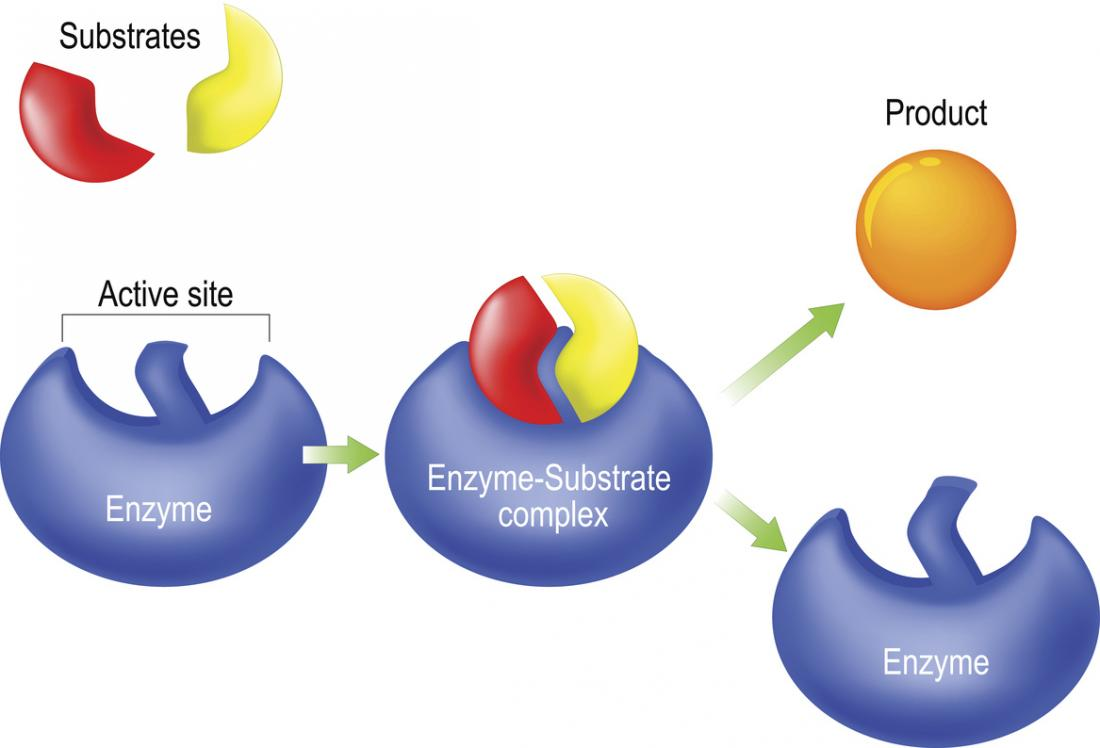 Substrates
Product
Active site
Enzyme
Enzyme-Substrate
complex
Enzyme